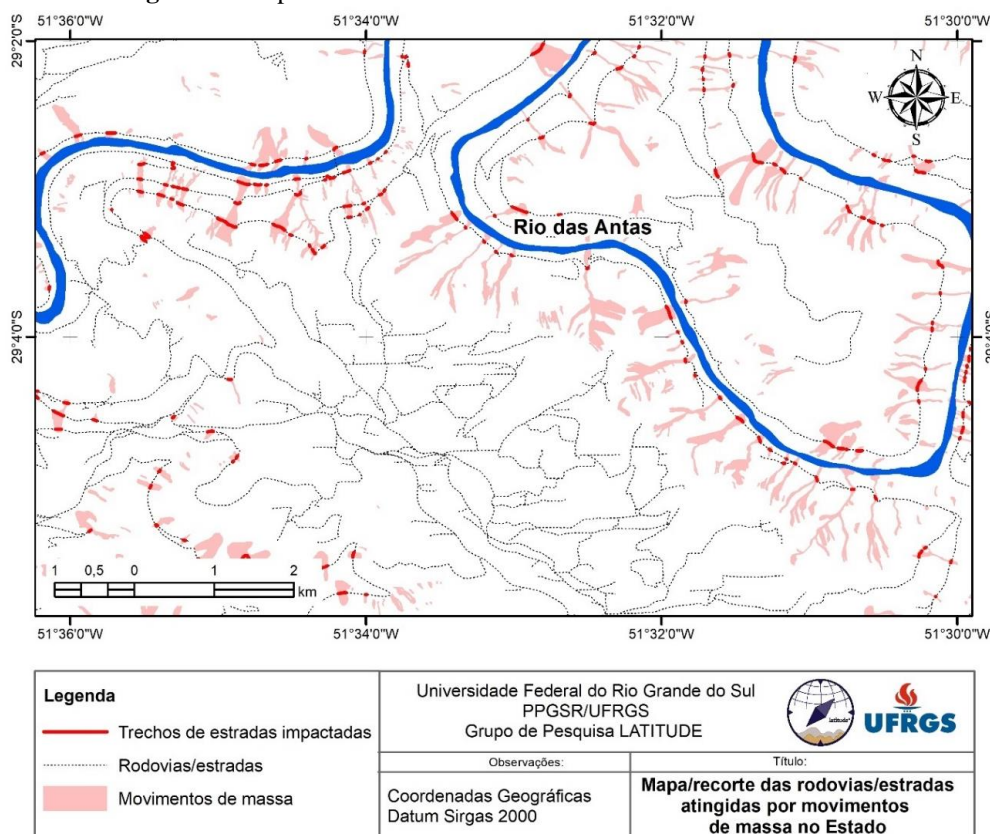 51°36'0"W 51°34'0"W 51°32'0"W 51°30'0"W
29°2'0"S
N
W E
S
Rio das Antas
29°4'0"S 29°4'0"S
1 0,5 0 1 2
km
51°36'0"W 51°34'0"W 51°32'0"W 51°30'0"W
Legenda
Trechos de estradas impactadas
Rodovias/estradas
Movimentos de massa
Universidade Federal do Rio Grande do Sul
PPGSR/UFRGS
Grupo de Pesquisa LATITUDE
latitude
UFRGS
Observações:
Coordenadas Geográficas
Datum Sirgas 2000
Título:
Mapa/recorte das rodovias/estradas
atingidas por movimentos
de massa no Estado